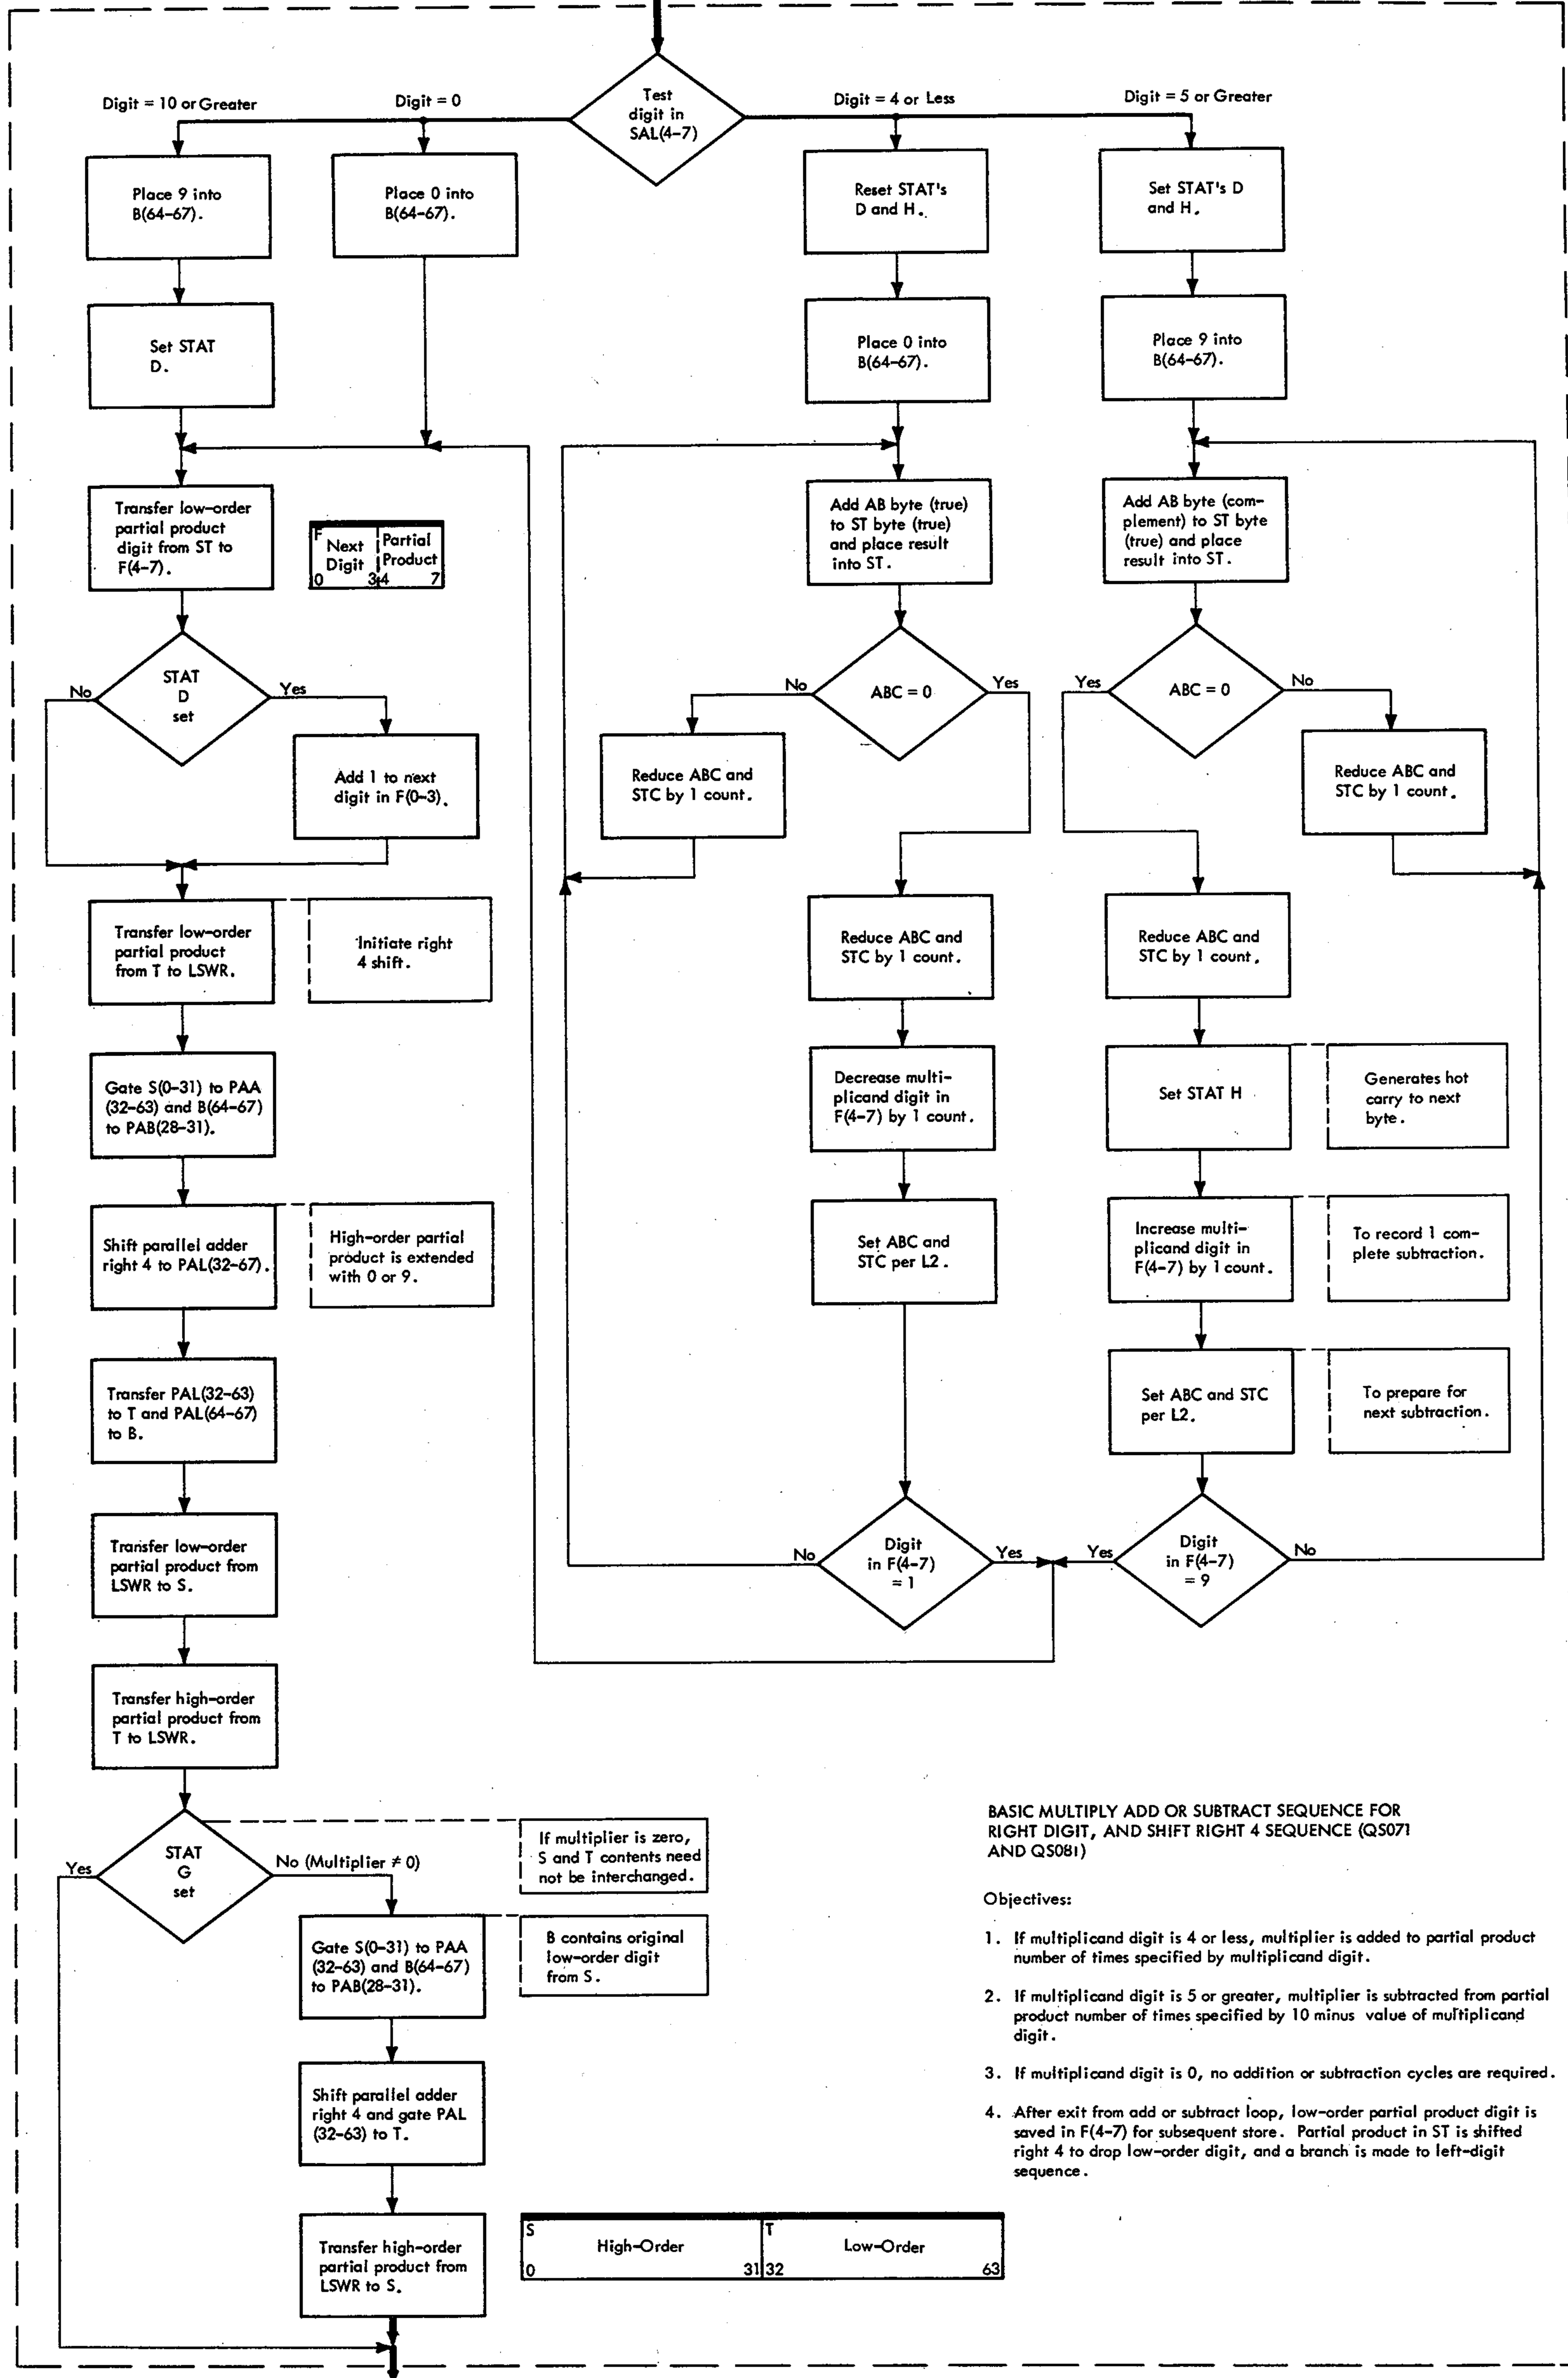 Test
digit in
SAL(4-7)
Digit = 10 or Greater
Digit = 0
Digit = 4 or Less
Digit = 5 or Greater
Place 9 into
B(64-67).
Place 0 into
B(64-67).
Reset STAT's
D and H.
Set STAT's D
and H.
Set STAT
D.
Place 0 into
B(64-67).
Place 9 into
B(64-67).
Transfer low-order
partial product
digit from ST to
F(4-7).
F
Next
Digit
Partial
Product
0
3
4
7
Add AB byte (true)
to ST byte (true)
and place result
into ST.
Add AB byte (com-
plement) to ST byte
(true) and place
result into ST.
STAT
D
set
No
Yes
Add 1 to next
digit in F(0-3).
ABC = 0
No
Yes
Reduce ABC and
STC by 1 count.
ABC = 0
Yes
No
Reduce ABC and
STC by 1 count.
Transfer low-order
partial product
from T to LSWR.
Initiate right
4 shift.
Reduce ABC and
STC by 1 count.
Reduce ABC and
STC by 1 count.
Gate S(0-31) to PAA
(32-63) and B(64-67)
to PAB(28-31).
Decrease multi-
plicand digit in
F(4-7) by 1 count.
Set STAT H
Generates hot
carry to next
byte.
Shift parallel adder
right 4 to PAL(32-67).
High-order partial
product is extended
with 0 or 9.
Set ABC and
STC per L2.
Increase multi-
plicand digit in
F(4-7) by 1 count.
To record 1 com-
plete subtraction.
Transfer PAL(32-63)
to T and PAL(64-67)
to B.
Set ABC and STC
per L2.
To prepare for
next subtraction.
Transfer low-order
partial product from
LSWR to S.
Digit
in F(4-7)
= 1
No
Yes
Digit
in F(4-7)
= 9
Yes
No
Transfer high-order
partial product from
T to LSWR.
STAT
G
set
Yes
No (Multiplier ≠ 0)
If multiplier is zero,
S and T contents need
not be interchanged.
Gate S(0-31) to PAA
(32-63) and B(64-67)
to PAB(28-31).
B contains original
low-order digit
from S.
Shift parallel adder
right 4 and gate PAL
(32-63) to T.
Transfer high-order
partial product from
LSWR to S.
S
High-Order
0
31
T
Low-Order
32
63
BASIC MULTIPLY ADD OR SUBTRACT SEQUENCE FOR
RIGHT DIGIT, AND SHIFT RIGHT 4 SEQUENCE (QS071
AND QS081)
Objectives:
1. If multiplicand digit is 4 or less, multiplier is added to partial product
number of times specified by multiplicand digit.
2. If multiplicand digit is 5 or greater, multiplier is subtracted from partial
product number of times specified by 10 minus value of multiplicand
digit.
3. If multiplicand digit is 0, no addition or subtraction cycles are required.
4. After exit from add or subtract loop, low-order partial product digit is
saved in F(4-7) for subsequent store. Partial product in ST is shifted
right 4 to drop low-order digit, and a branch is made to left-digit
sequence.